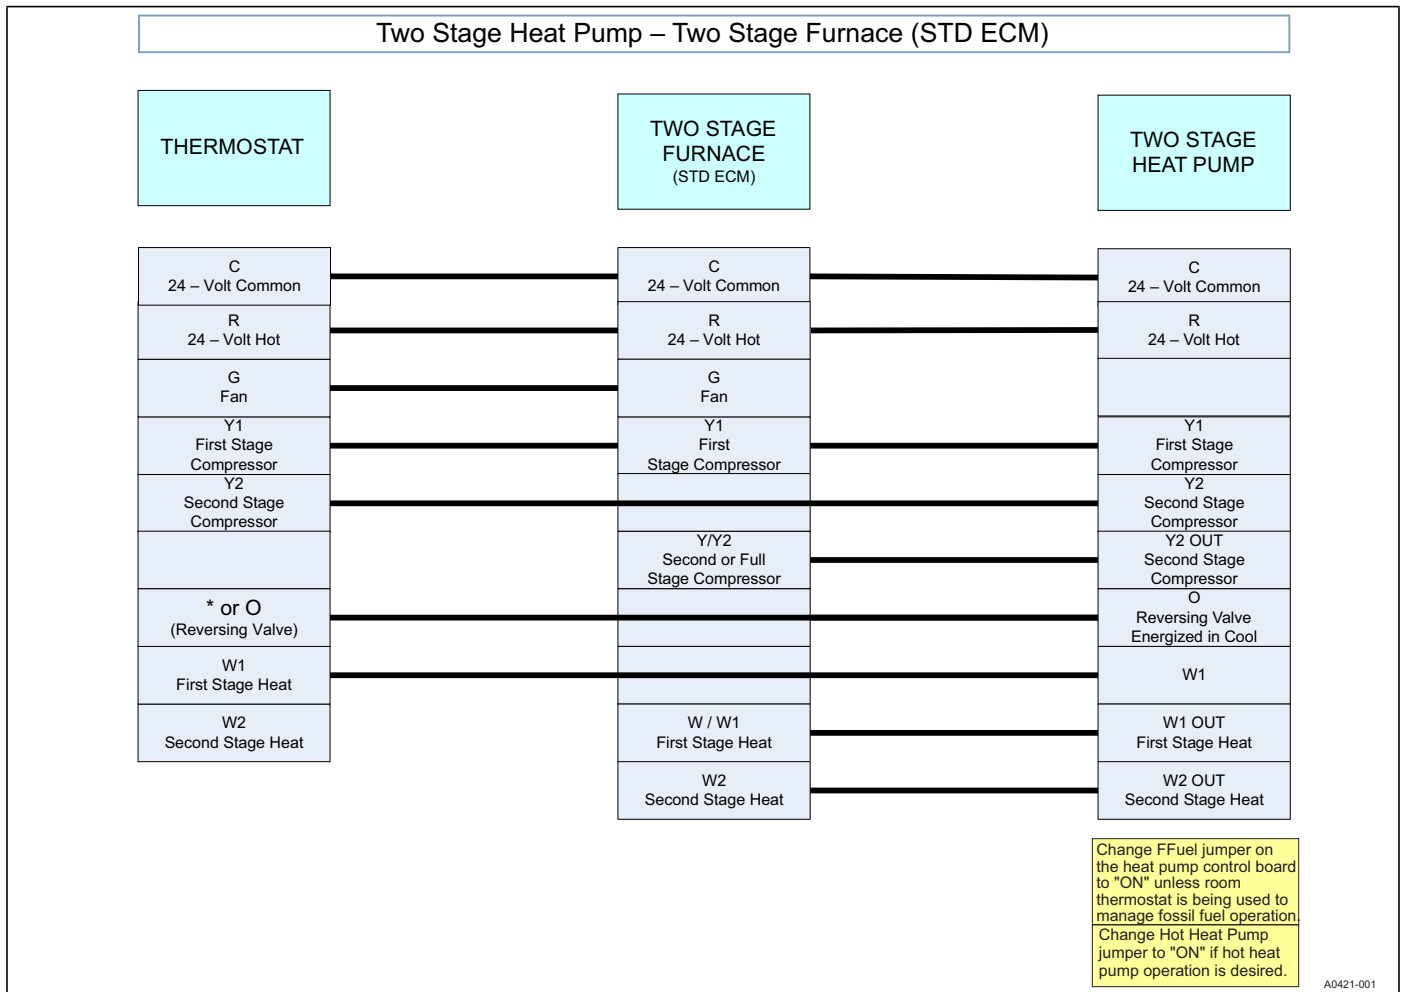 Two Stage Heat Pump – Two Stage Furnace (STD ECM)
THERMOSTAT
TWO STAGE
FURNACE
(STD ECM)
TWO STAGE
HEAT PUMP
C
24 – Volt Common
C
24 – Volt Common
C
24 – Volt Common
R
24 – Volt Hot
R
24 – Volt Hot
R
24 – Volt Hot
G
Fan
G
Fan
Y1
First Stage
Compressor
Y1
First
Stage Compressor
Y1
First Stage
Compressor
Y2
Second Stage
Compressor
Y2
Second Stage
Compressor
Y/Y2
Second or Full
Stage Compressor
Y2 OUT
Second Stage
Compressor
* or O
(Reversing Valve)
O
Reversing Valve
Energized in Cool
W1
First Stage Heat
W1
W2
Second Stage Heat
W / W1
First Stage Heat
W1 OUT
First Stage Heat
W2
Second Stage Heat
W2 OUT
Second Stage Heat
Change FFuel jumper on
the heat pump control board
to "ON" unless room
thermostat is being used to
manage fossil fuel operation.
Change Hot Heat Pump
jumper to "ON" if hot heat
pump operation is desired.
A0421-001